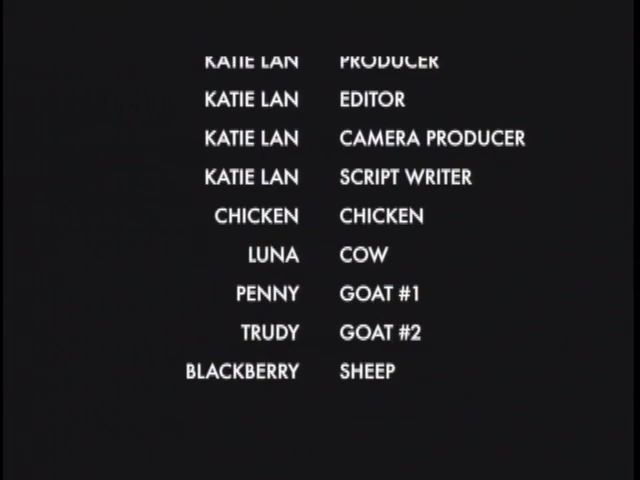 KATIE LAN PRODUCER
KATIE LAN EDITOR
KATIE LAN CAMERA PRODUCER
KATIE LAN SCRIPT WRITER
CHICKEN CHICKEN
LUNA COW
PENNY GOAT #1
TRUDY GOAT #2
BLACKBERRY SHEEP